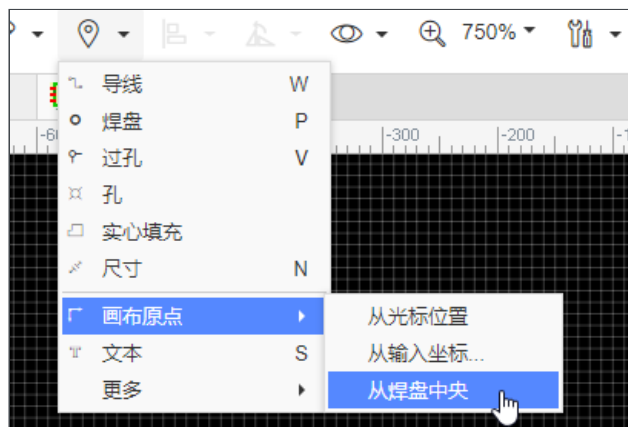 750%
导线 W
焊盘 P
过孔 V
孔
实心填充
尺寸 N
画布原点
文本 S
更多
从光标位置
从输入坐标...
从焊盘中央
-300
-200